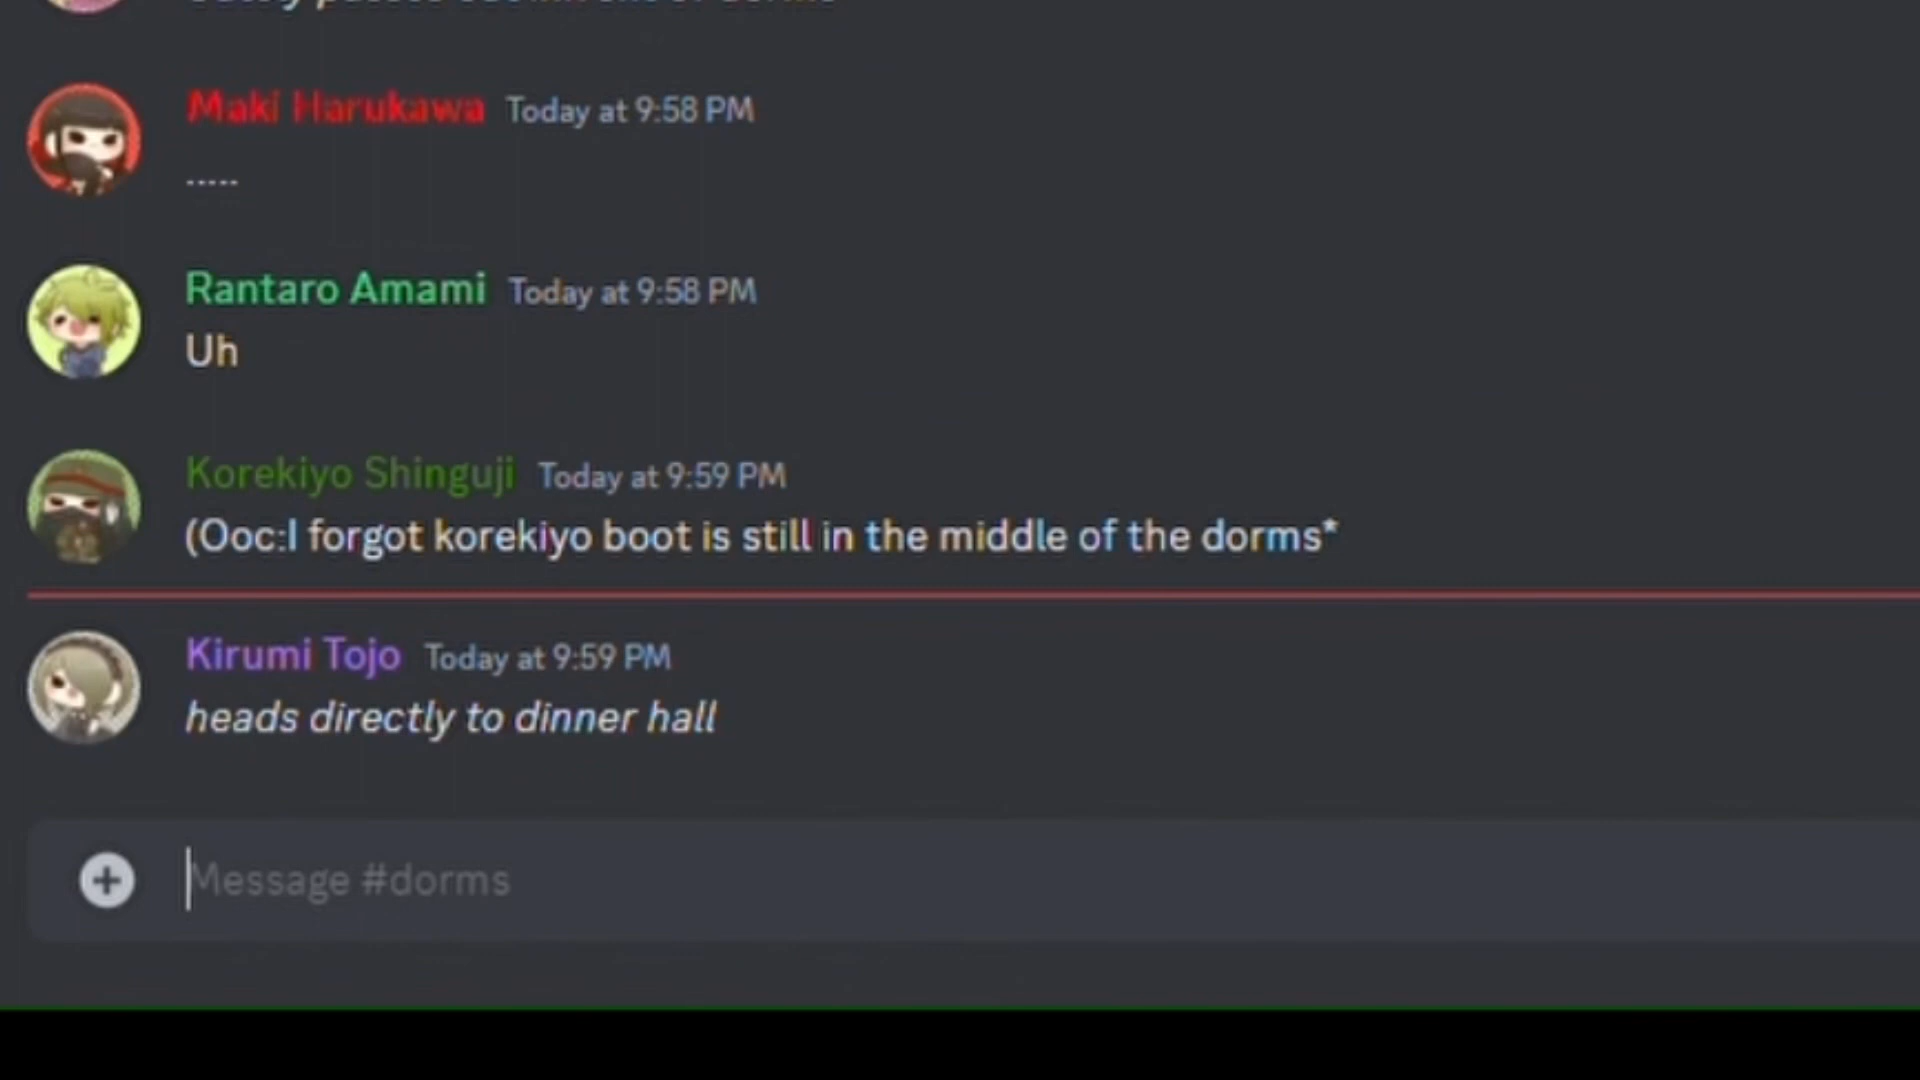 Maki Harukawa Today at 9:58 PM
.....
Rantaro Amami Today at 9:58 PM
Uh
Korekiyo Shinguji Today at 9:59 PM
(Ooc:I forgot korekiyo boot is still in the middle of the dorms*
Kirumi Tojo Today at 9:59 PM
heads directly to dinner hall
Message #dorms